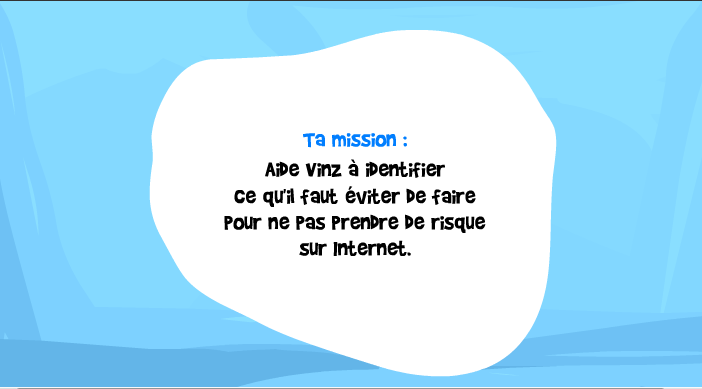 Ta mission :
Aide Vinz à identifier
ce qu'il faut éviter de faire
pour ne pas prendre de risque
sur Internet.